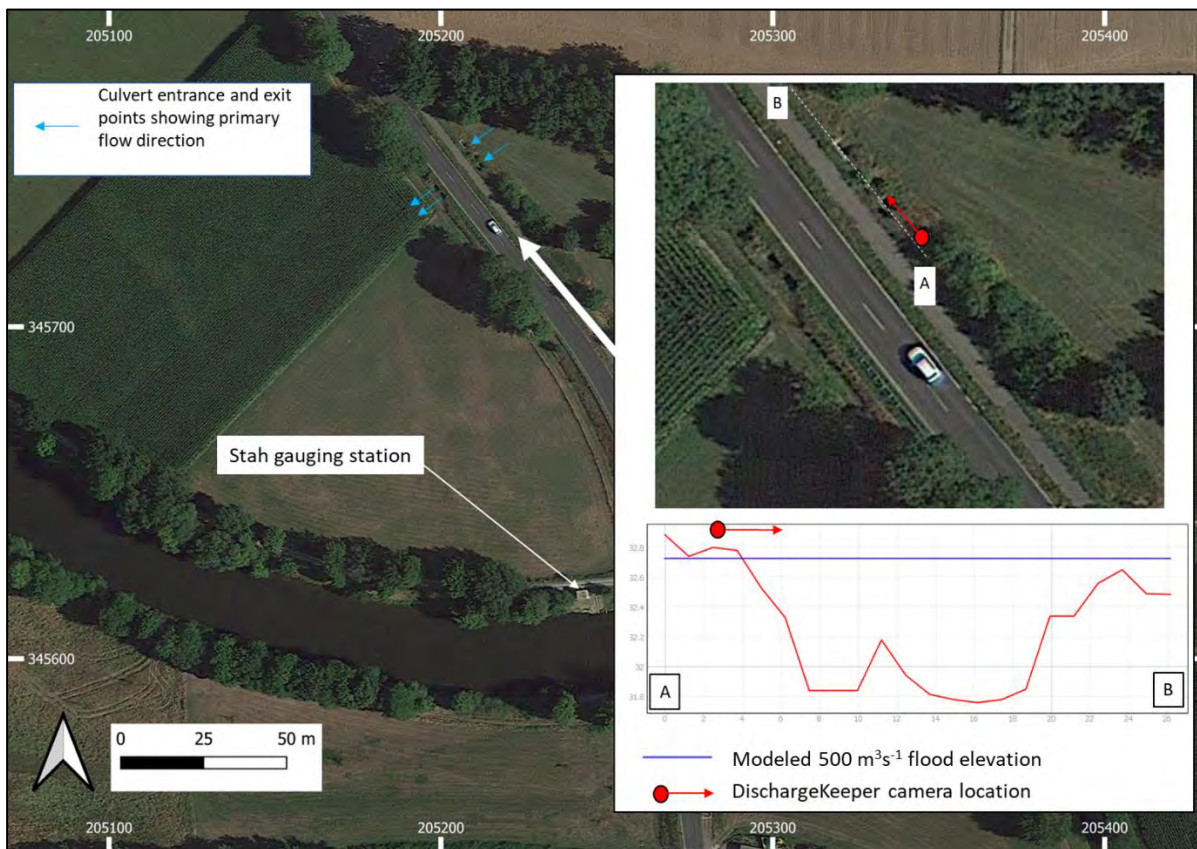 205100
205200
205300
205400
Culvert entrance and exit
points showing primary
flow direction
345700
Stah gauging station
345600
0
25
50 m
205100
205200
205300
205400
B
A
32.8
32.6
32.4
32.2
32
31.8
A
B
0
2
4
6
8
10
12
14
16
18
20
22
24
26
Modeled 500 m³s⁻¹ flood elevation
DischargeKeeper camera location